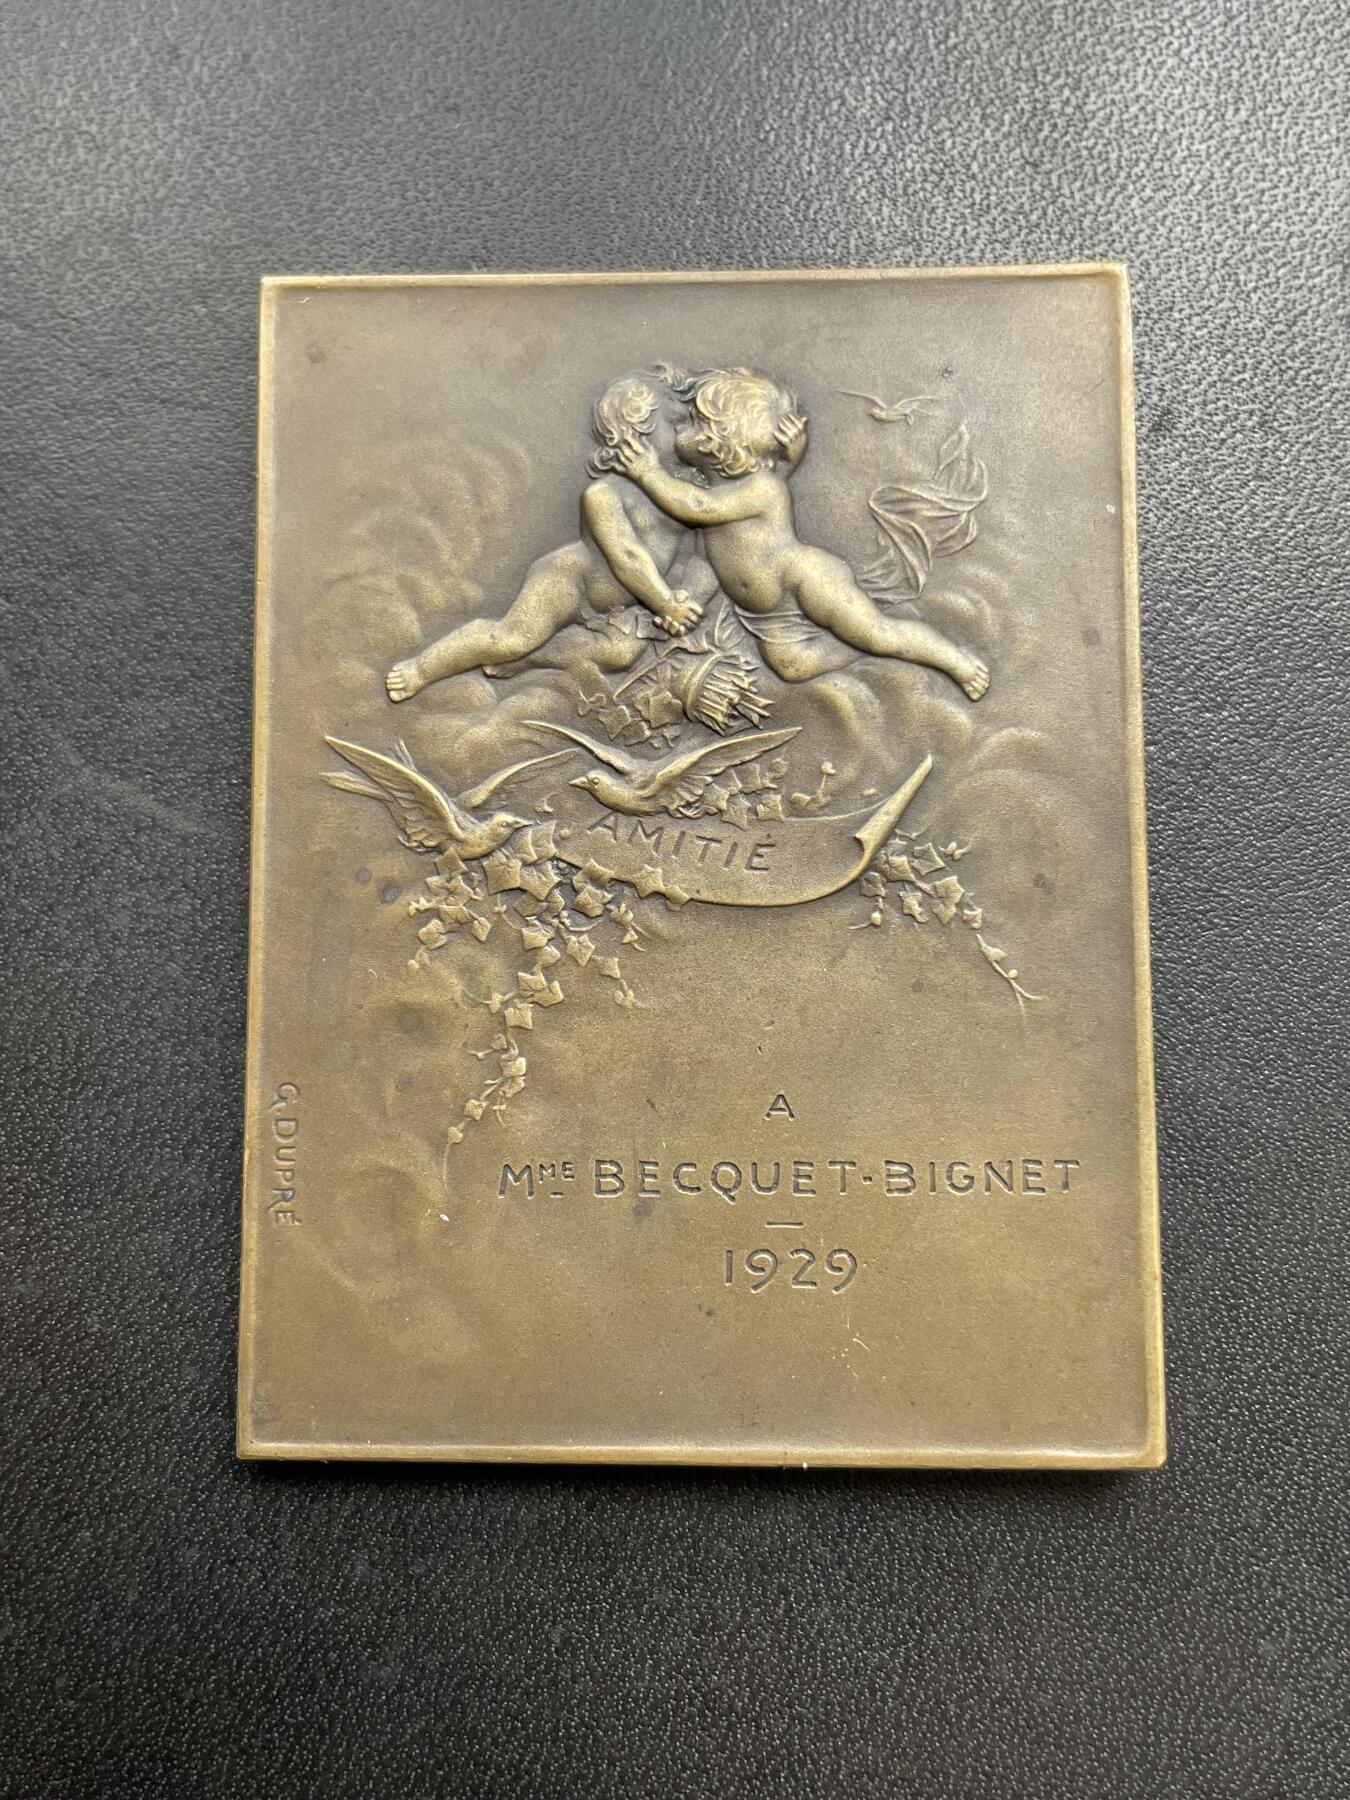 AMITIÉ
G. DUPRÉ
A
MME BECQUET-BIGNET
1929